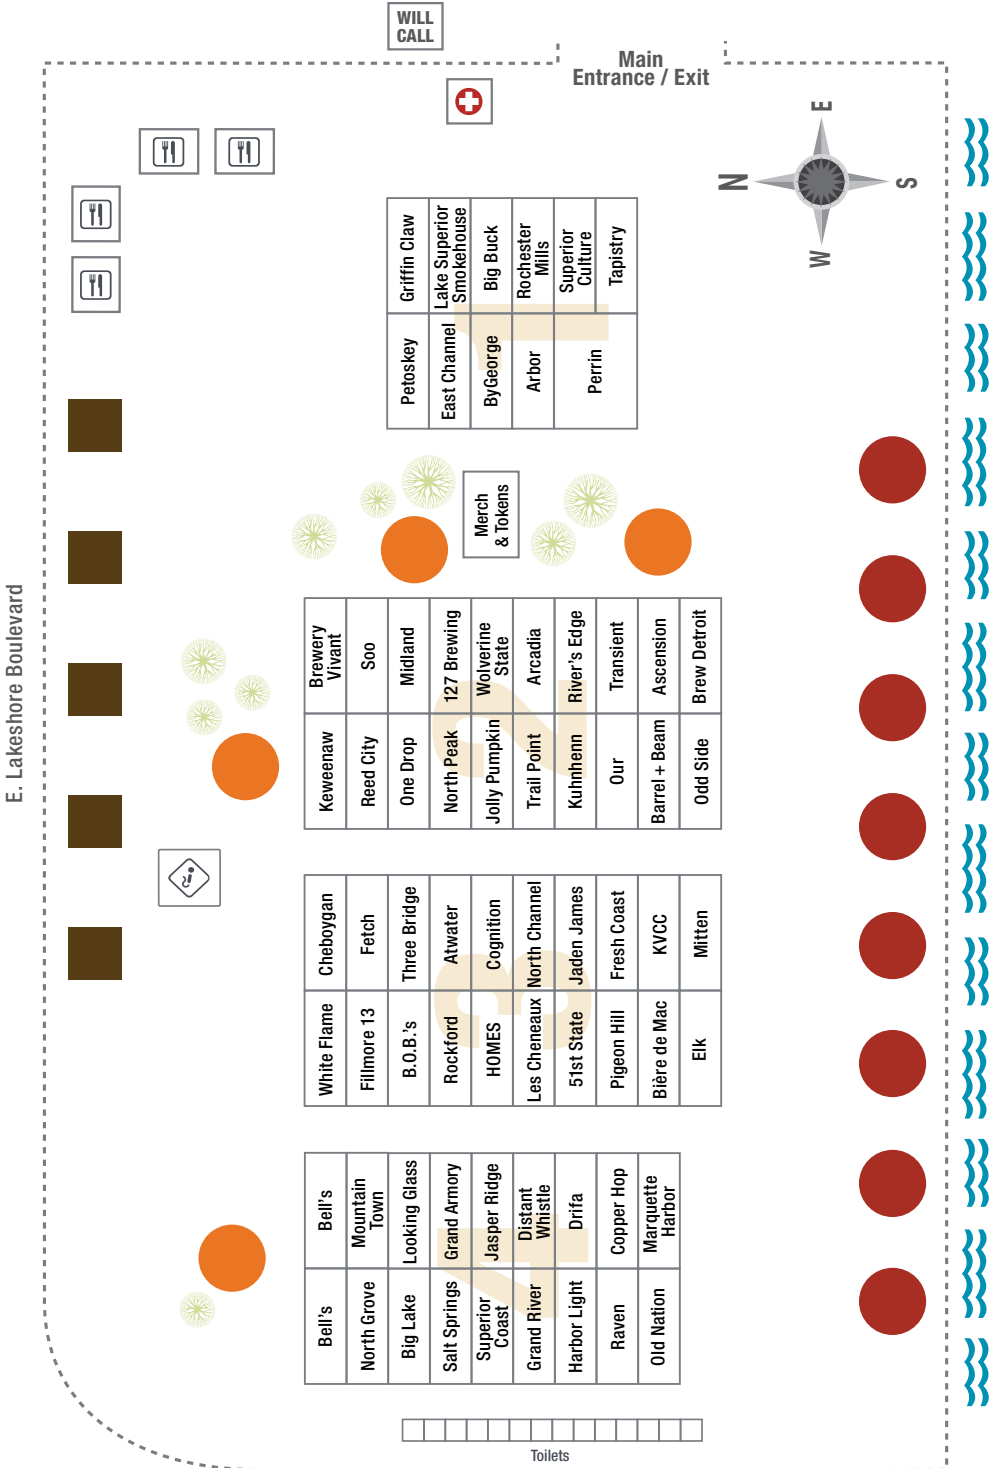 WILL
CALL
Main
Entrance / Exit
E
N
S
W
Griffin Claw
Lake Superior
Smokehouse
Big Buck
Rochester
Mills
Superior
Culture
Tapistry
1
Petoskey
East Channel
ByGeorge
Arbor
Perrin
Merch
& Tokens
E. Lakeshore Boulevard
Brewery
Vivant
Soo
Midland
127 Brewing
Wolverine
State
Arcadia
River's Edge
Transient
Ascension
Brew Detroit
2
Keweenaw
Reed City
One Drop
North Peak
Jolly Pumpkin
Trail Point
Kuhnhenn
Our
Barrel + Beam
Odd Side
Cheboygan
Fetch
Three Bridge
Atwater
Cognition
North Channel
Jaden James
Fresh Coast
KVCC
Mitten
3
White Flame
Fillmore 13
B.O.B.'s
Rockford
HOMES
Les Cheneaux
51st State
Pigeon Hill
Bière de Mac
Elk
Bell's
Mountain
Town
Looking Glass
Grand Armory
Jasper Ridge
Distant
Whistle
Drifa
Copper Hop
Marquette
Harbor
4
Bell's
North Grove
Big Lake
Salt Springs
Superior
Coast
Grand River
Harbor Light
Raven
Old Nation
Toilets